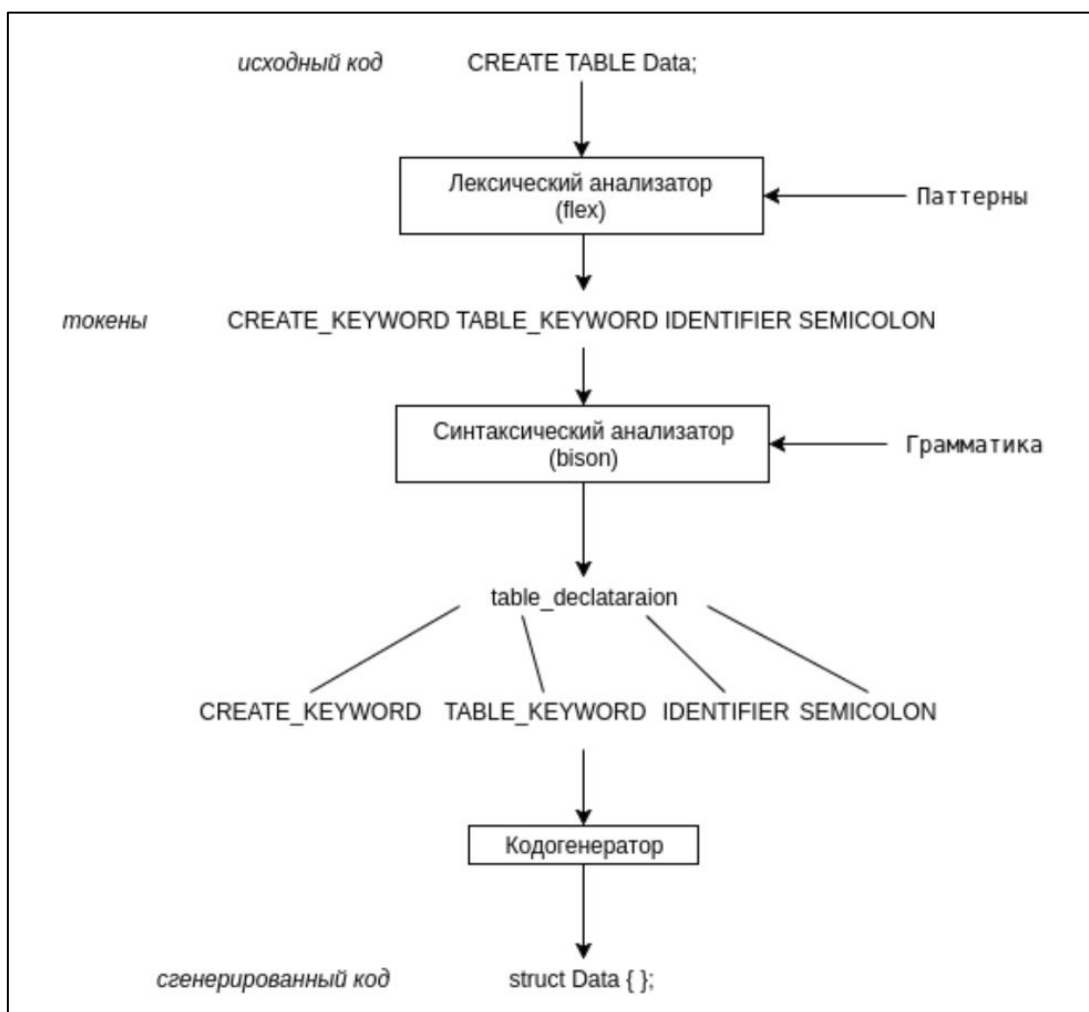 исходный код CREATE TABLE Data;
Лексический анализатор
(flex)
Паттерны
токены CREATE_KEYWORD TABLE_KEYWORD IDENTIFIER SEMICOLON
Синтаксический анализатор
(bison)
Грамматика
table_declataraion
CREATE_KEYWORD TABLE_KEYWORD IDENTIFIER SEMICOLON
Кодогенератор
сгенерированный код struct Data { };